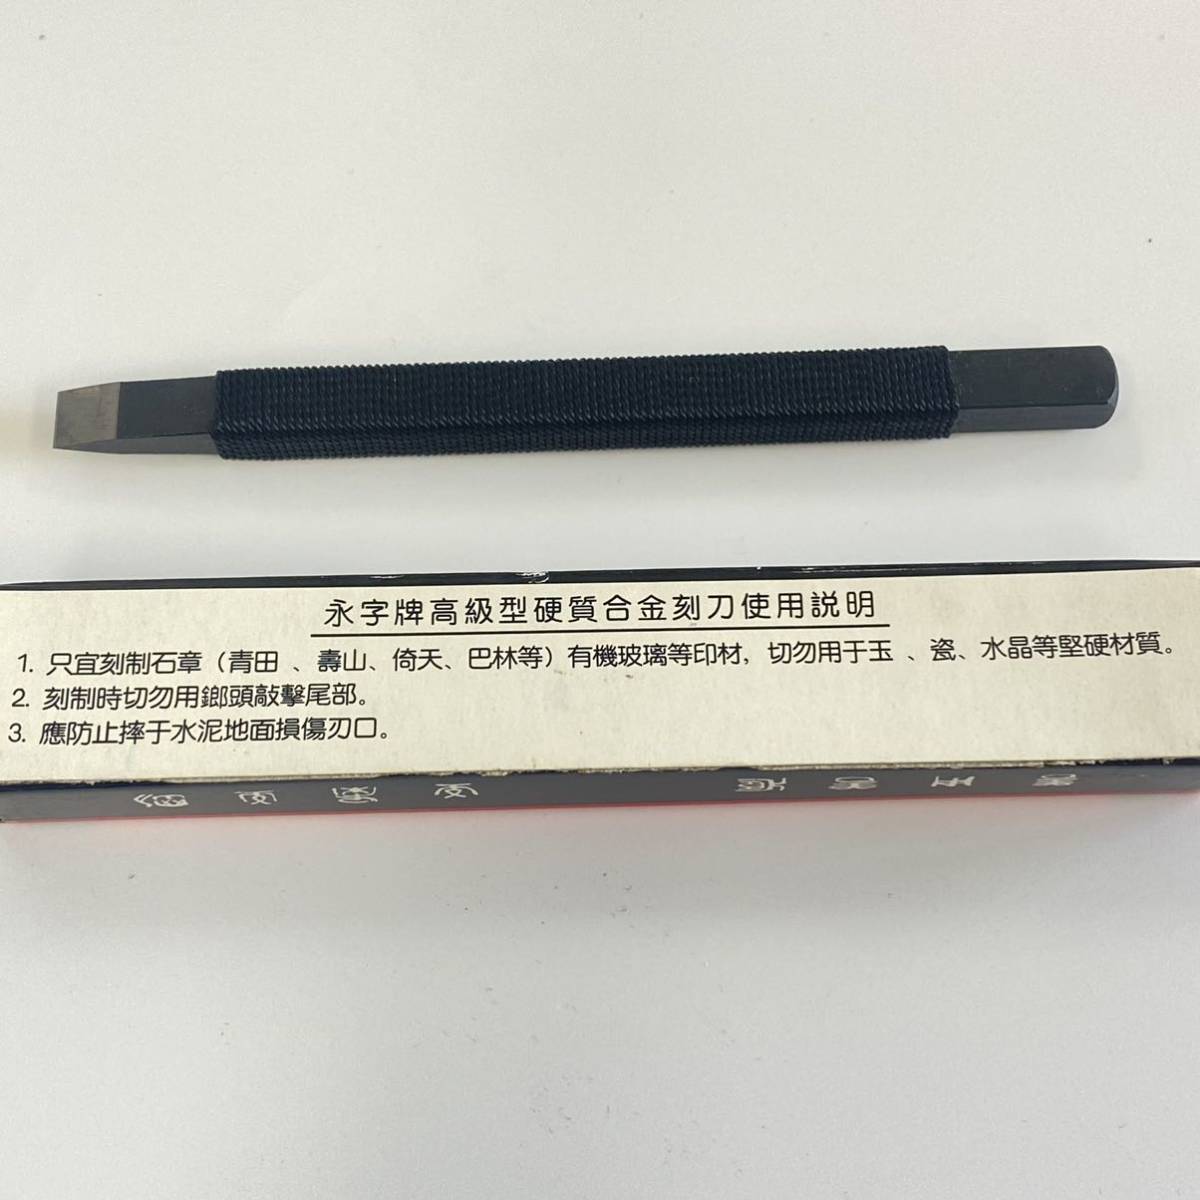 永字牌高級型硬質合金刻刀使用説明
1. 只宜刻制石章（青田 、壽山、倚天、巴林等）有機玻璃等印材，切勿用于玉 、瓷、水晶等堅硬材質。
2. 刻制時切勿用鎯頭敲擊尾部。
3. 應防止摔于水泥地面損傷刃口。